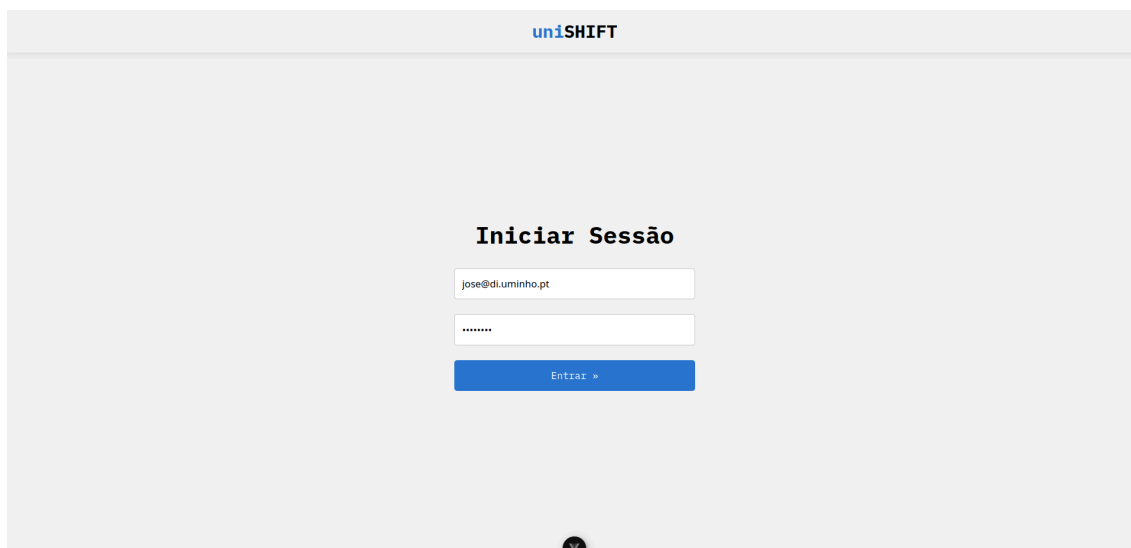 uniSHIFT
Iniciar Sessão
jose@di.uminho.pt
••••••••
Entrar »